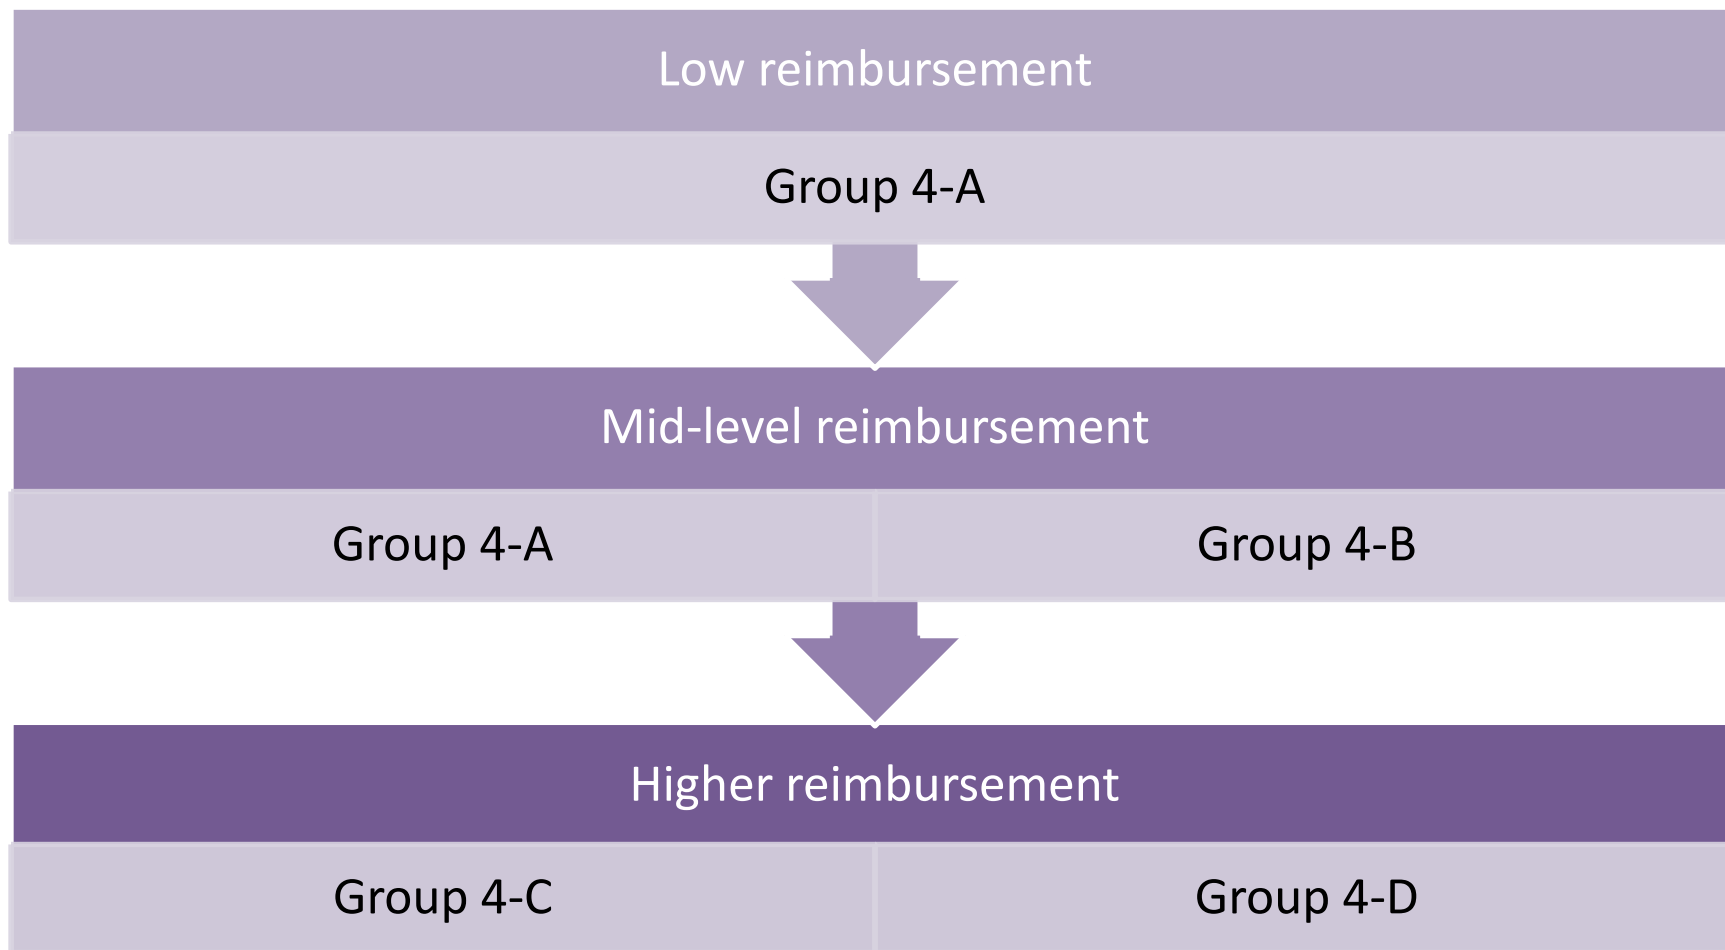 Low reimbursement
Group 4-A
Mid-level reimbursement
Group 4-A
Group 4-B
Higher reimbursement
Group 4-C
Group 4-D